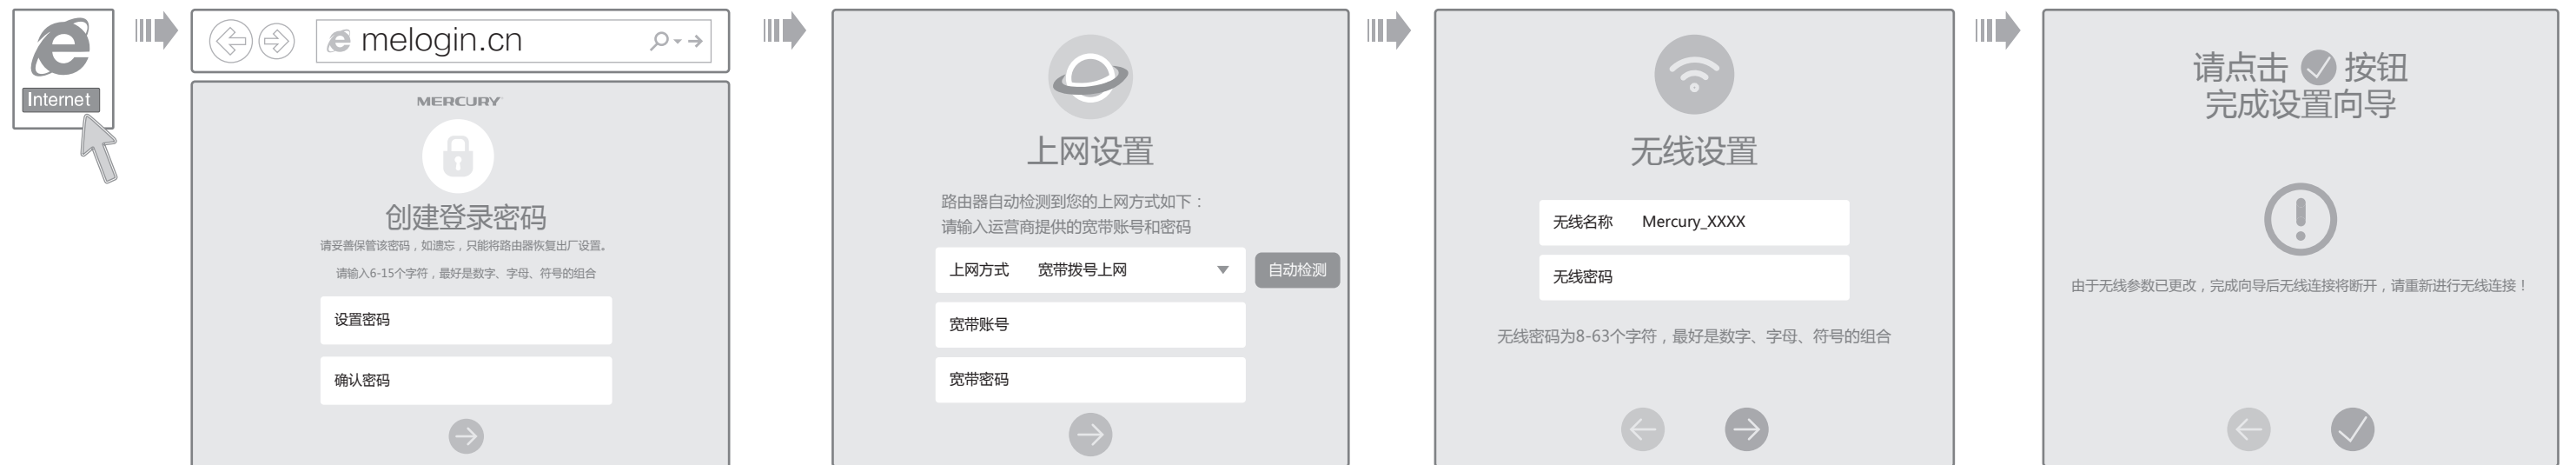 Internet
melogin.cn
MERCURY
创建登录密码
请妥善保管该密码，如遗忘，只能将路由器恢复出厂设置。
请输入6-15个字符，最好是数字、字母、符号的组合
设置密码
确认密码
上网设置
路由器自动检测到您的上网方式如下：
请输入运营商提供的宽带账号和密码
上网方式 宽带拨号上网 自动检测
宽带账号
宽带密码
无线设置
无线名称 Mercury_XXXX
无线密码
无线密码为8-63个字符，最好是数字、字母、符号的组合
请点击 按钮
完成设置向导
由于无线参数已更改，完成向导后无线连接将断开，请重新进行无线连接！